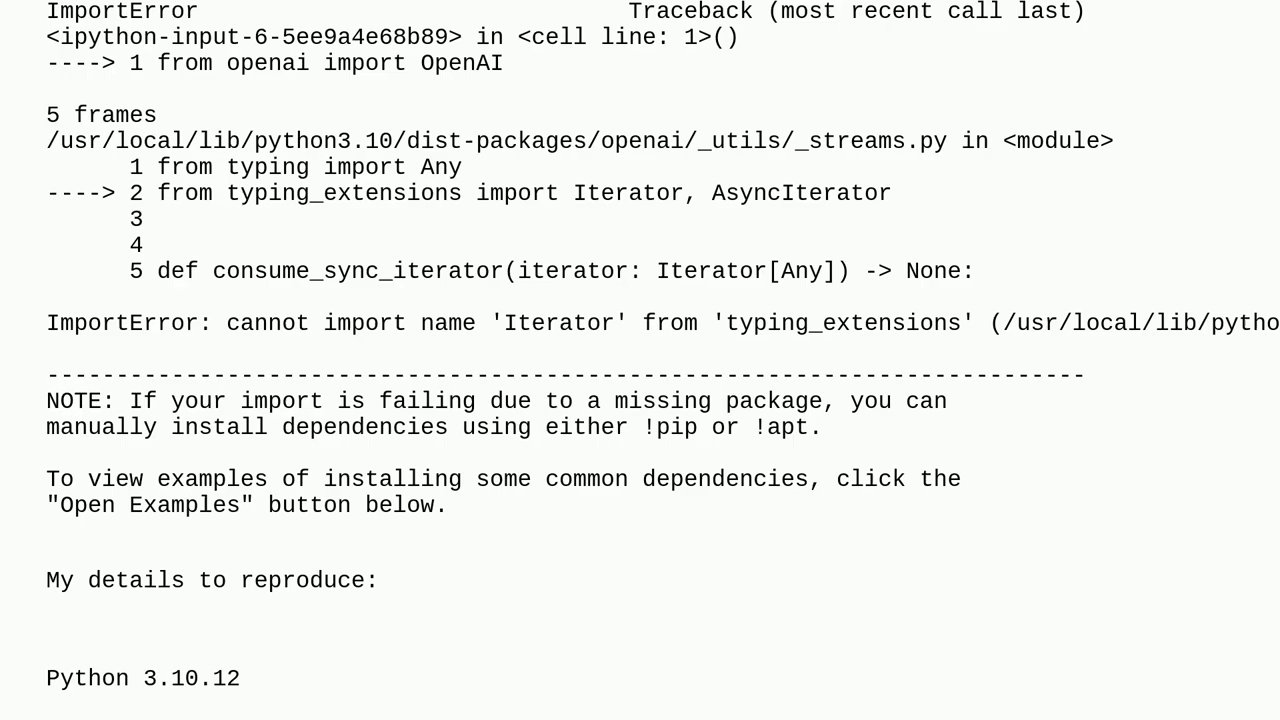 ImportError                               Traceback (most recent call last)
<ipython-input-6-5ee9a4e68b89> in <cell line: 1>()
----> 1 from openai import OpenAI
5 frames
/usr/local/lib/python3.10/dist-packages/openai/_utils/_streams.py in <module>
      1 from typing import Any
----> 2 from typing_extensions import Iterator, AsyncIterator
      3
      4
      5 def consume_sync_iterator(iterator: Iterator[Any]) -> None:
ImportError: cannot import name 'Iterator' from 'typing_extensions' (/usr/local/lib/pytho
---------------------------------------------------------------------------
NOTE: If your import is failing due to a missing package, you can
manually install dependencies using either !pip or !apt.
To view examples of installing some common dependencies, click the
"Open Examples" button below.
My details to reproduce:
Python 3.10.12